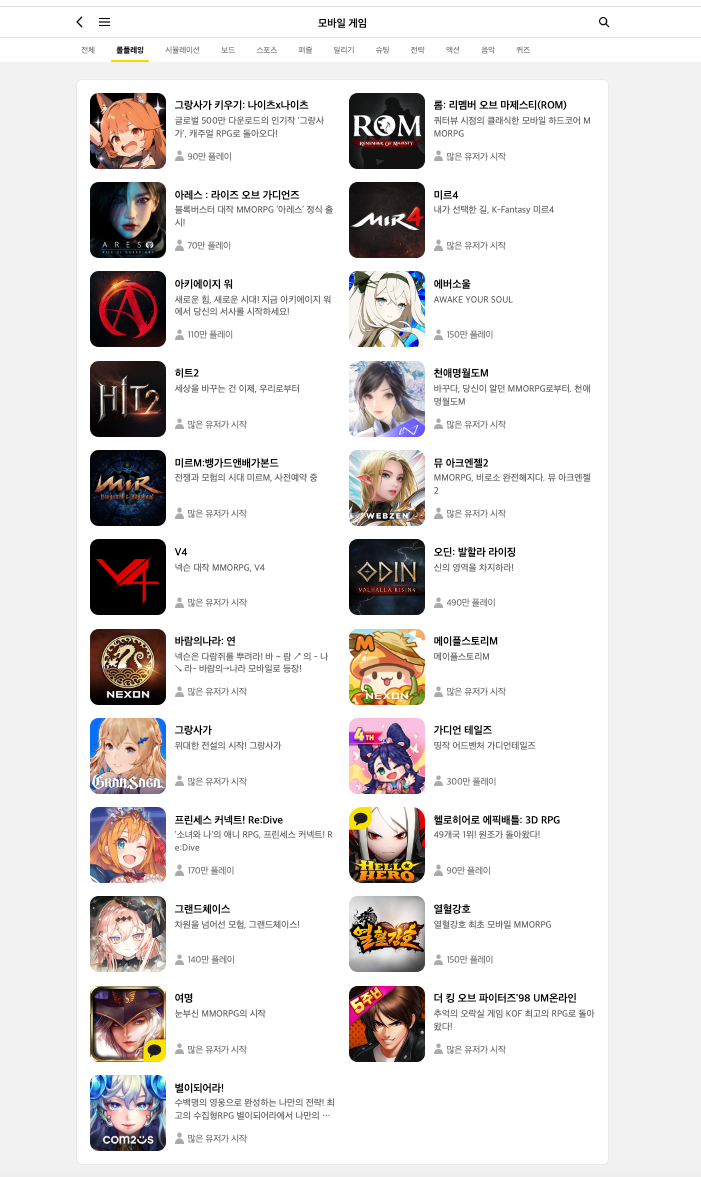 모바일 게임
전체 롤플레잉 시뮬레이션 보드 스포츠 퍼즐 달리기 슈팅 전략 액션 음악 퀴즈
그랑사가 키우기: 나이츠x나이츠
글로벌 500만 다운로드의 인기작 '그랑사
가', 캐주얼 RPG로 돌아오다!
90만 플레이
ROM
REMEMBER OF MAJESTY
롬: 리멤버 오브 마제스티(ROM)
쿼터뷰 시점의 클래식한 모바일 하드코어 M
MORPG
많은 유저가 시작
ARES
아레스 : 라이즈 오브 가디언즈
블록버스터 대작 MMORPG '아레스' 정식 출
시!
70만 플레이
MIR4
미르4
내가 선택한 길, K-Fantasy 미르4
많은 유저가 시작
아키에이지 워
새로운 힘, 새로운 시대! 지금 아키에이지 워
에서 당신의 서사를 시작하세요!
110만 플레이
에버소울
AWAKE YOUR SOUL
150만 플레이
HIT2
히트2
세상을 바꾸는 건 이제, 우리로부터
많은 유저가 시작
천애명월도M
바꾸다, 당신이 알던 MMORPG로부터. 천애
명월도M
많은 유저가 시작
MIR
Vanguard & Vagabond
미르M:뱅가드앤배가본드
전쟁과 모험의 시대 미르M, 사전예약 중
많은 유저가 시작
WEBZEN
뮤 아크엔젤2
MMORPG, 비로소 완전해지다. 뮤 아크엔젤
2
많은 유저가 시작
V4
V4
넥슨 대작 MMORPG, V4
많은 유저가 시작
ODIN
VALHALLA RISING
오딘: 발할라 라이징
신의 영역을 차지하라!
490만 플레이
NEXON
바람의나라: 연
넥슨은 다람쥐를 뿌려라! 바 ~ 람 ↗ 의 - 나
↘ 라~ 바람의→나라 모바일로 등장!
많은 유저가 시작
M
NEXON
메이플스토리M
메이플스토리M
많은 유저가 시작
GRAN SAGA
그랑사가
위대한 전설의 시작! 그랑사가
많은 유저가 시작
4TH
가디언 테일즈
띵작 어드벤처 가디언테일즈
300만 플레이
프린세스 커넥트! Re:Dive
'소녀와 나'의 애니 RPG, 프린세스 커넥트! R
e:Dive
170만 플레이
HELLO
HERO
헬로히어로 에픽배틀: 3D RPG
49개국 1위! 원조가 돌아왔다!
90만 플레이
그랜드체이스
차원을 넘어선 모험, 그랜드체이스!
140만 플레이
열혈강호
열혈강호
열혈강호 최초 모바일 MMORPG
150만 플레이
여명
눈부신 MMORPG의 시작
많은 유저가 시작
5주년
더 킹 오브 파이터즈'98 UM온라인
추억의 오락실 게임 KOF 최고의 RPG로 돌아
왔다!
많은 유저가 시작
COM2US
별이되어라!
수백명의 영웅으로 완성하는 나만의 전략! 최
고의 수집형RPG 별이되어라에서 나만의 …
많은 유저가 시작